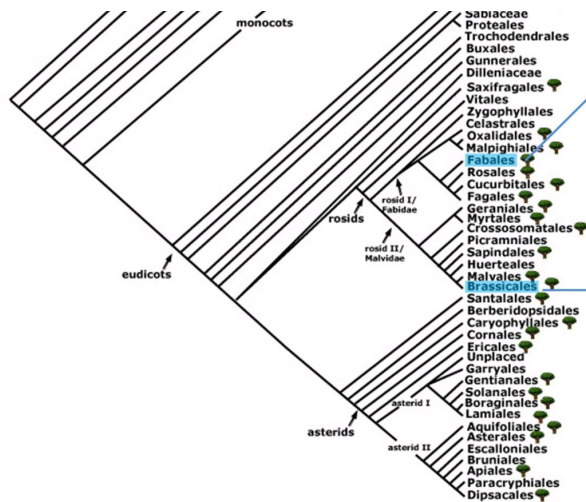 monocots
Sabiaceae
Proteales
Trochodendrales
Buxales
Gunnerales
Dilleniaceae
Saxifragales
Vitales
Zygophyllales
Celastrales
Oxalidales
Malpighiales
Fabales
Rosales
Cucurbitales
Fagales
Geraniales
Myrtales
Crossosomatales
Picramniales
Sapindales
Huerteales
Malvales
Brassicales
Santalales
Berberidopsidales
Caryophyllales
Cornales
Ericales
Unplaced
Garryales
Gentianales
Solanales
Boraginales
Lamiales
Aquifoliales
Asterales
Escalloniales
Bruniales
Apiales
Paracryphiales
Dipsacales
rosid I/
Fabidae
rosids
rosid II/
Malvidae
eudicots
asterid I
asterids
asterid II